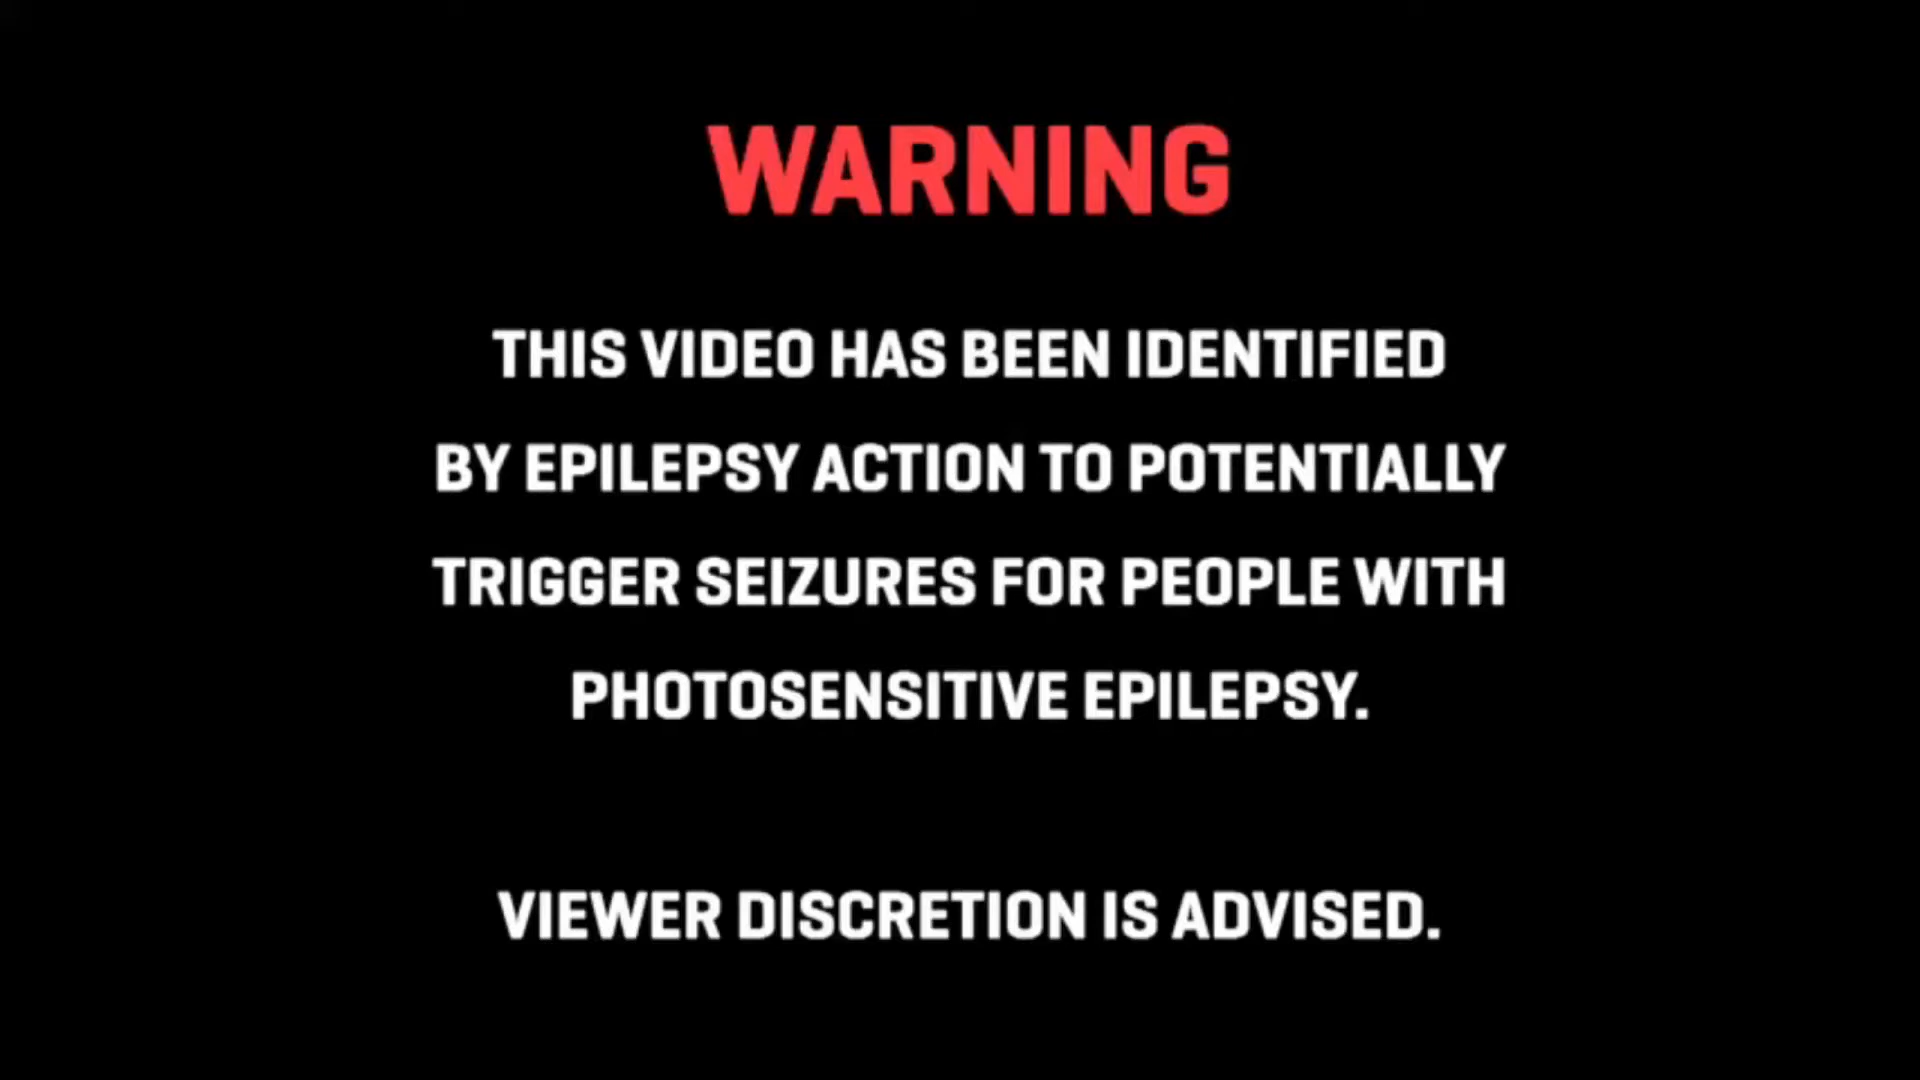 WARNING
THIS VIDEO HAS BEEN IDENTIFIED
BY EPILEPSY ACTION TO POTENTIALLY
TRIGGER SEIZURES FOR PEOPLE WITH
PHOTOSENSITIVE EPILEPSY.
VIEWER DISCRETION IS ADVISED.